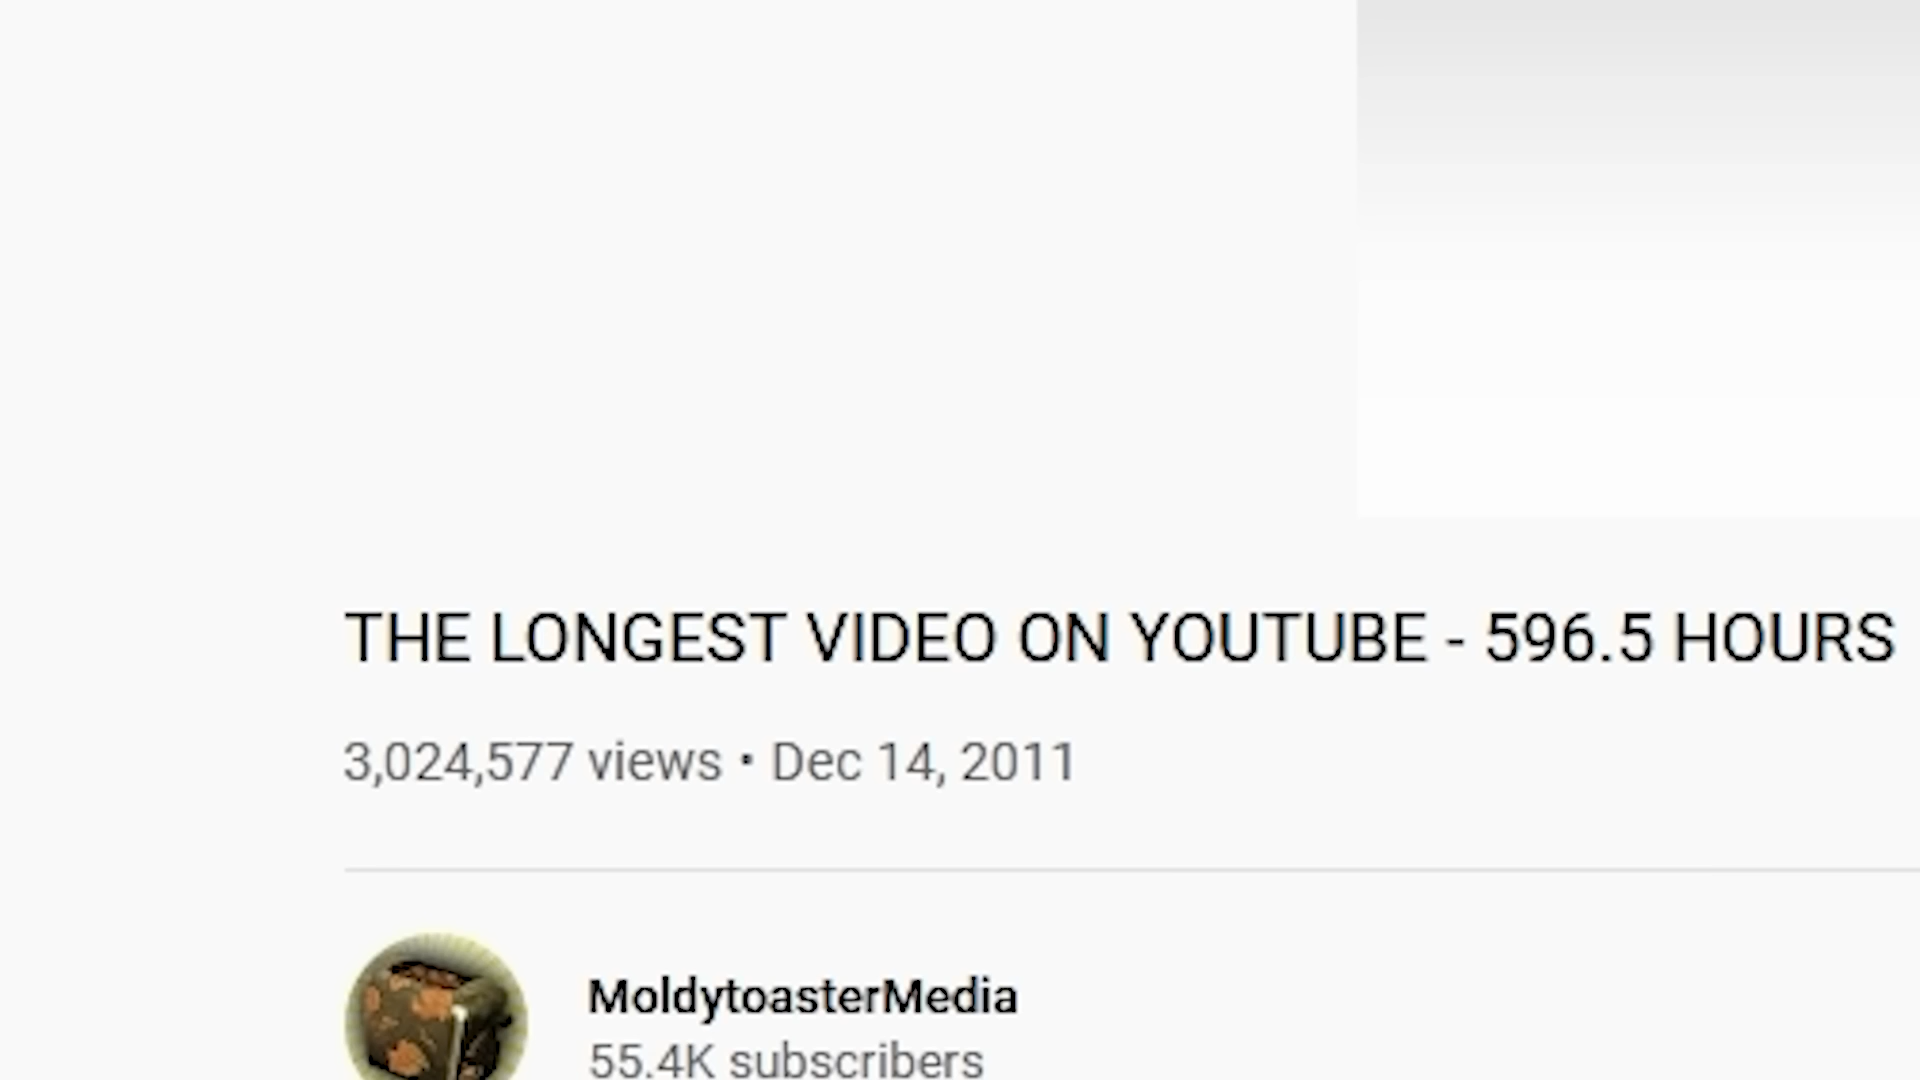 THE LONGEST VIDEO ON YOUTUBE - 596.5 HOURS
3,024,577 views • Dec 14, 2011
MoldytoasterMedia
55.4K subscribers